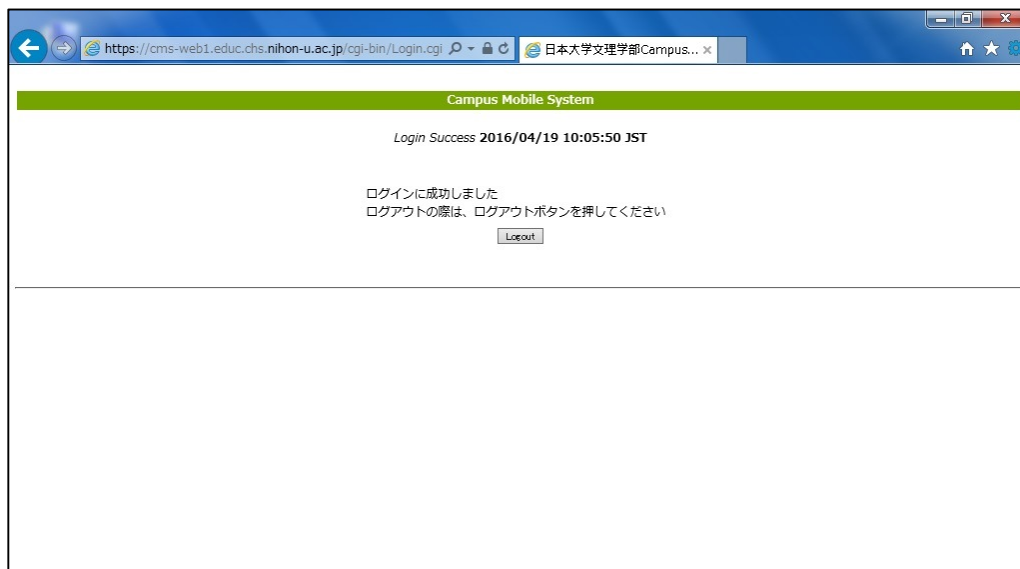 https://cms-web1.educ.chs.nihon-u.ac.jp/cgi-bin/Login.cgi
日本大学文理学部Campus...
Campus Mobile System
Login Success 2016/04/19 10:05:50 JST
ログインに成功しました
ログアウトの際は、ログアウトボタンを押してください
Logout